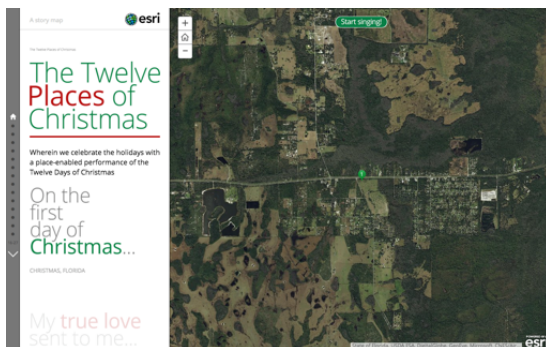 A story map
esri
The Twelve Places of Christmas
The Twelve
Places of
Christmas
Wherein we celebrate the holidays with
a place-enabled performance of the
Twelve Days of Christmas
On the
first
day of
Christmas...
CHRISTMAS, FLORIDA
My true love
sent to me...
+
-
Start singing!
esri